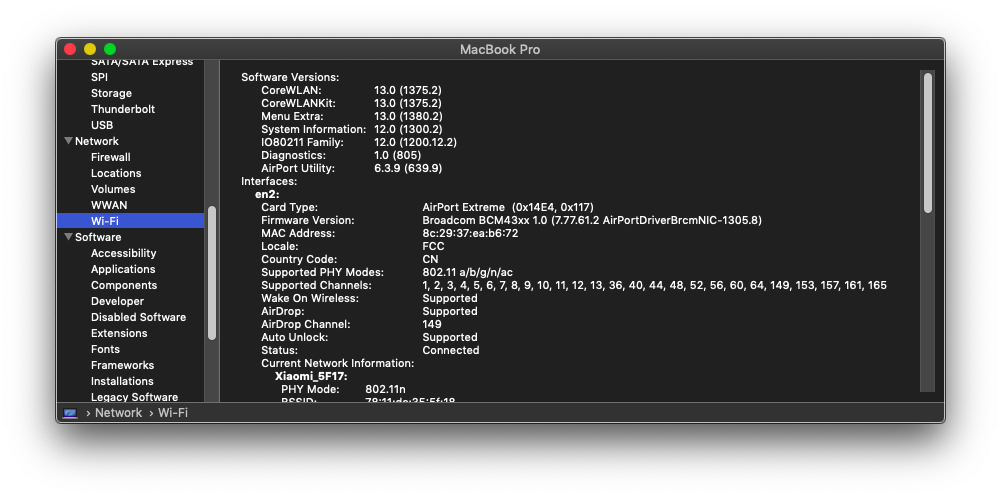 MacBook Pro
SATA/SATA Express
SPI
Storage
Thunderbolt
USB
Network
Firewall
Locations
Volumes
WWAN
Wi-Fi
Software
Accessibility
Applications
Components
Developer
Disabled Software
Extensions
Fonts
Frameworks
Installations
Legacy Software
Software Versions:
CoreWLAN: 13.0 (1375.2)
CoreWLANKit: 13.0 (1375.2)
Menu Extra: 13.0 (1380.2)
System Information: 12.0 (1300.2)
IO80211 Family: 12.0 (1200.12.2)
Diagnostics: 1.0 (805)
AirPort Utility: 6.3.9 (639.9)
Interfaces:
en2:
Card Type: AirPort Extreme (0x14E4, 0x117)
Firmware Version: Broadcom BCM43xx 1.0 (7.77.61.2 AirPortDriverBrcmNIC-1305.8)
MAC Address: 8c:29:37:ea:b6:72
Locale: FCC
Country Code: CN
Supported PHY Modes: 802.11 a/b/g/n/ac
Supported Channels: 1, 2, 3, 4, 5, 6, 7, 8, 9, 10, 11, 12, 13, 36, 40, 44, 48, 52, 56, 60, 64, 149, 153, 157, 161, 165
Wake On Wireless: Supported
AirDrop: Supported
AirDrop Channel: 149
Auto Unlock: Supported
Status: Connected
Current Network Information:
Xiaomi_5F17:
PHY Mode: 802.11n
BSSID:
› Network › Wi-Fi